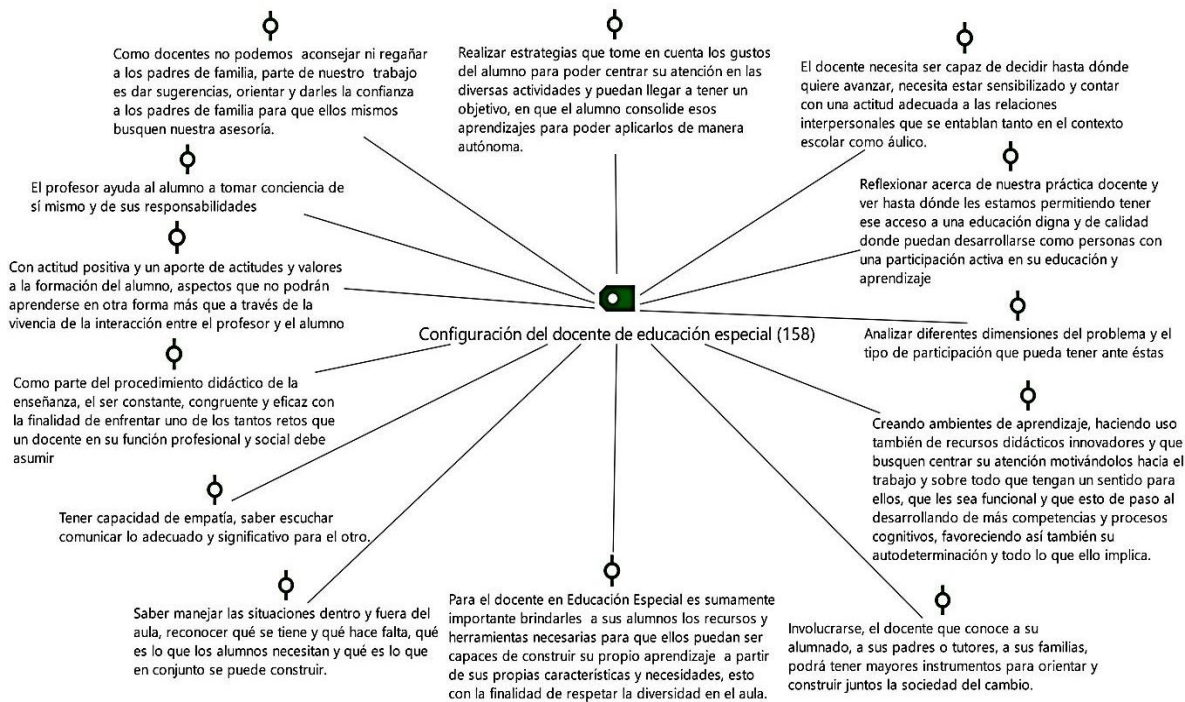 Como docentes no podemos aconsejar ni regañar
a los padres de familia, parte de nuestro trabajo
es dar sugerencias, orientar y darles la confianza
a los padres de familia para que ellos mismos
busquen nuestra asesoría.
Realizar estrategias que tome en cuenta los gustos
del alumno para poder centrar su atención en las
diversas actividades y puedan llegar a tener un
objetivo, en que el alumno consolide esos
aprendizajes para poder aplicarlos de manera
autónoma.
El docente necesita ser capaz de decidir hasta dónde
quiere avanzar, necesita estar sensibilizado y contar
con una actitud adecuada a las relaciones
interpersonales que se entablan tanto en el contexto
escolar como áulico.
El profesor ayuda al alumno a tomar conciencia de
sí mismo y de sus responsabilidades
Reflexionar acerca de nuestra práctica docente y
ver hasta dónde les estamos permitiendo tener
ese acceso a una educación digna y de calidad
donde puedan desarrollarse como personas con
una participación activa en su educación y
aprendizaje
Con actitud positiva y un aporte de actitudes y valores
a la formación del alumno, aspectos que no podrán
aprenderse en otra forma más que a través de la
vivencia de la interacción entre el profesor y el alumno
Configuración del docente de educación especial (158)
Analizar diferentes dimensiones del problema y el
tipo de participación que pueda tener ante éstas
Como parte del procedimiento didáctico de la
enseñanza, el ser constante, congruente y eficaz con
la finalidad de enfrentar uno de los tantos retos que
un docente en su función profesional y social debe
asumir
Creando ambientes de aprendizaje, haciendo uso
también de recursos didácticos innovadores y que
busquen centrar su atención motivándolos hacia el
trabajo y sobre todo que tengan un sentido para
ellos, que les sea funcional y que esto de paso al
desarrollando de más competencias y procesos
cognitivos, favoreciendo así también su
autodeterminación y todo lo que ello implica.
Tener capacidad de empatía, saber escuchar
comunicar lo adecuado y significativo para el otro.
Saber manejar las situaciones dentro y fuera del
aula, reconocer qué se tiene y qué hace falta, qué
es lo que los alumnos necesitan y qué es lo que
en conjunto se puede construir.
Para el docente en Educación Especial es sumamente
importante brindarles a sus alumnos los recursos y
herramientas necesarias para que ellos puedan ser
capaces de construir su propio aprendizaje a partir
de sus propias características y necesidades, esto
con la finalidad de respetar la diversidad en el aula.
Involucrarse, el docente que conoce a su
alumnado, a sus padres o tutores, a sus familias,
podrá tener mayores instrumentos para orientar y
construir juntos la sociedad del cambio.